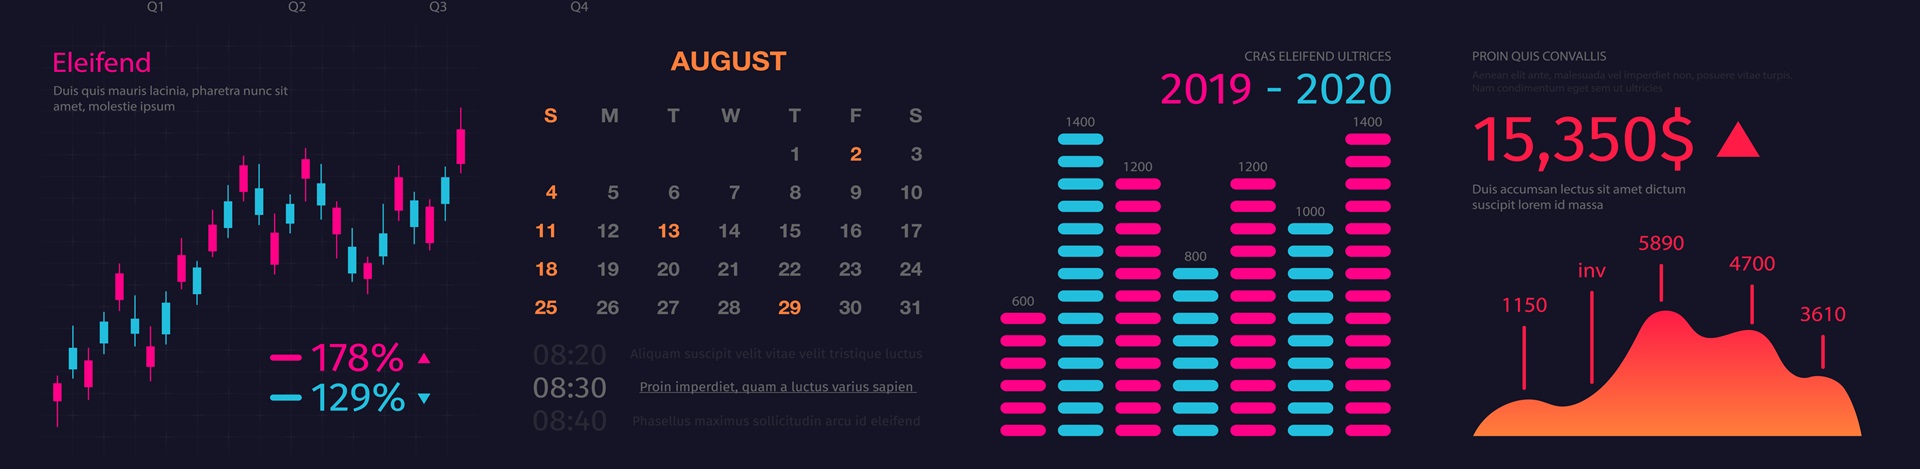 Q1 Q2 Q3 Q4
Eleifend
Duis quis mauris lacinia, pharetra nunc sit
amet, molestie ipsum
178%
129%
AUGUST
S M T W T F S
1 2 3
4 5 6 7 8 9 10
11 12 13 14 15 16 17
18 19 20 21 22 23 24
25 26 27 28 29 30 31
08:20 Aliquam suscipit velit vitae velit tristique luctus
08:30 Proin imperdiet, quam a luctus varius sapien
08:40 Phasellus maximus sollicitudin arcu id eleifend
CRAS ELEIFEND ULTRICES
2019 - 2020
600
1400
1200
800
1200
1000
1400
PROIN QUIS CONVALLIS
Aenean elit ante, malesuada vel imperdiet non, posuere vitae turpis.
Nam condimentum eget sem ut ultricies
15,350$
Duis accumsan lectus sit amet dictum
suscipit lorem id massa
1150
inv
5890
4700
3610